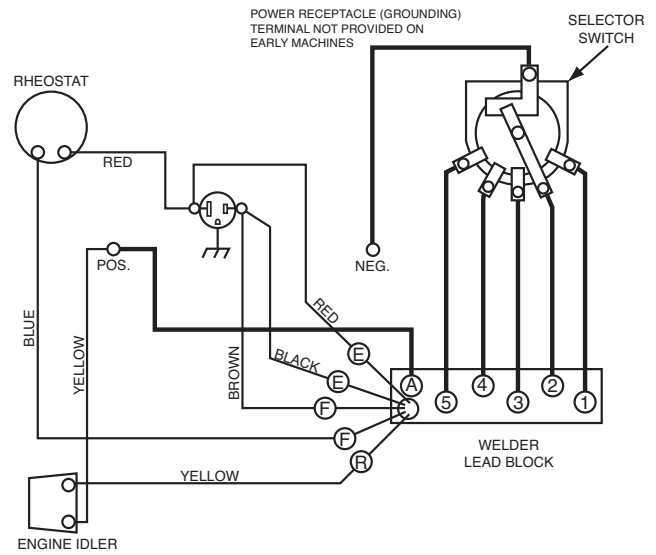 POWER RECEPTACLE (GROUNDING)
TERMINAL NOT PROVIDED ON
EARLY MACHINES
SELECTOR
SWITCH
RHEOSTAT
RED
POS.
NEG.
BLUE
YELLOW
BROWN
BLACK
RED
E
E
F
F
R
A
5
4
3
2
1
WELDER
LEAD BLOCK
YELLOW
ENGINE IDLER